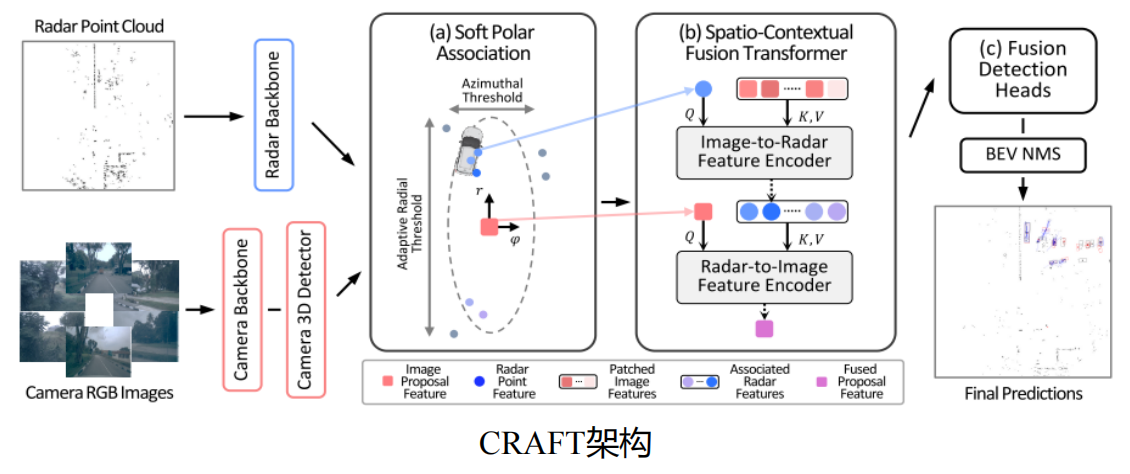 Radar Point Cloud
Radar Backbone
Camera RGB Images
Camera Backbone
Camera 3D Detector
(a) Soft Polar
Association
Azimuthal
Threshold
Adaptive Radial
Threshold
r
φ
(b) Spatio-Contextual
Fusion Transformer
Q
K,V
Image-to-Radar
Feature Encoder
Q
K,V
Radar-to-Image
Feature Encoder
(c) Fusion
Detection
Heads
BEV NMS
Final Predictions
Image
Proposal
Feature
Radar
Point
Feature
Patched
Image
Features
Associated
Radar
Features
Fused
Proposal
Feature
CRAFT架构